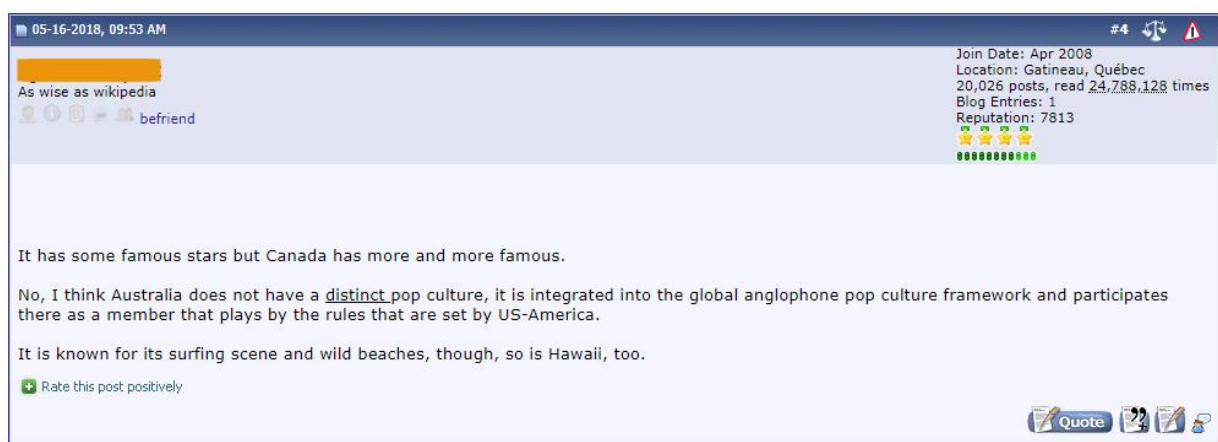 05-16-2018, 09:53 AM
#4
As wise as wikipedia
befriend
Join Date: Apr 2008
Location: Gatineau, Québec
20,026 posts, read 24,788,128 times
Blog Entries: 1
Reputation: 7813
It has some famous stars but Canada has more and more famous.
No, I think Australia does not have a distinct pop culture, it is integrated into the global anglophone pop culture framework and participates
there as a member that plays by the rules that are set by US-America.
It is known for its surfing scene and wild beaches, though, so is Hawaii, too.
Rate this post positively
Quote